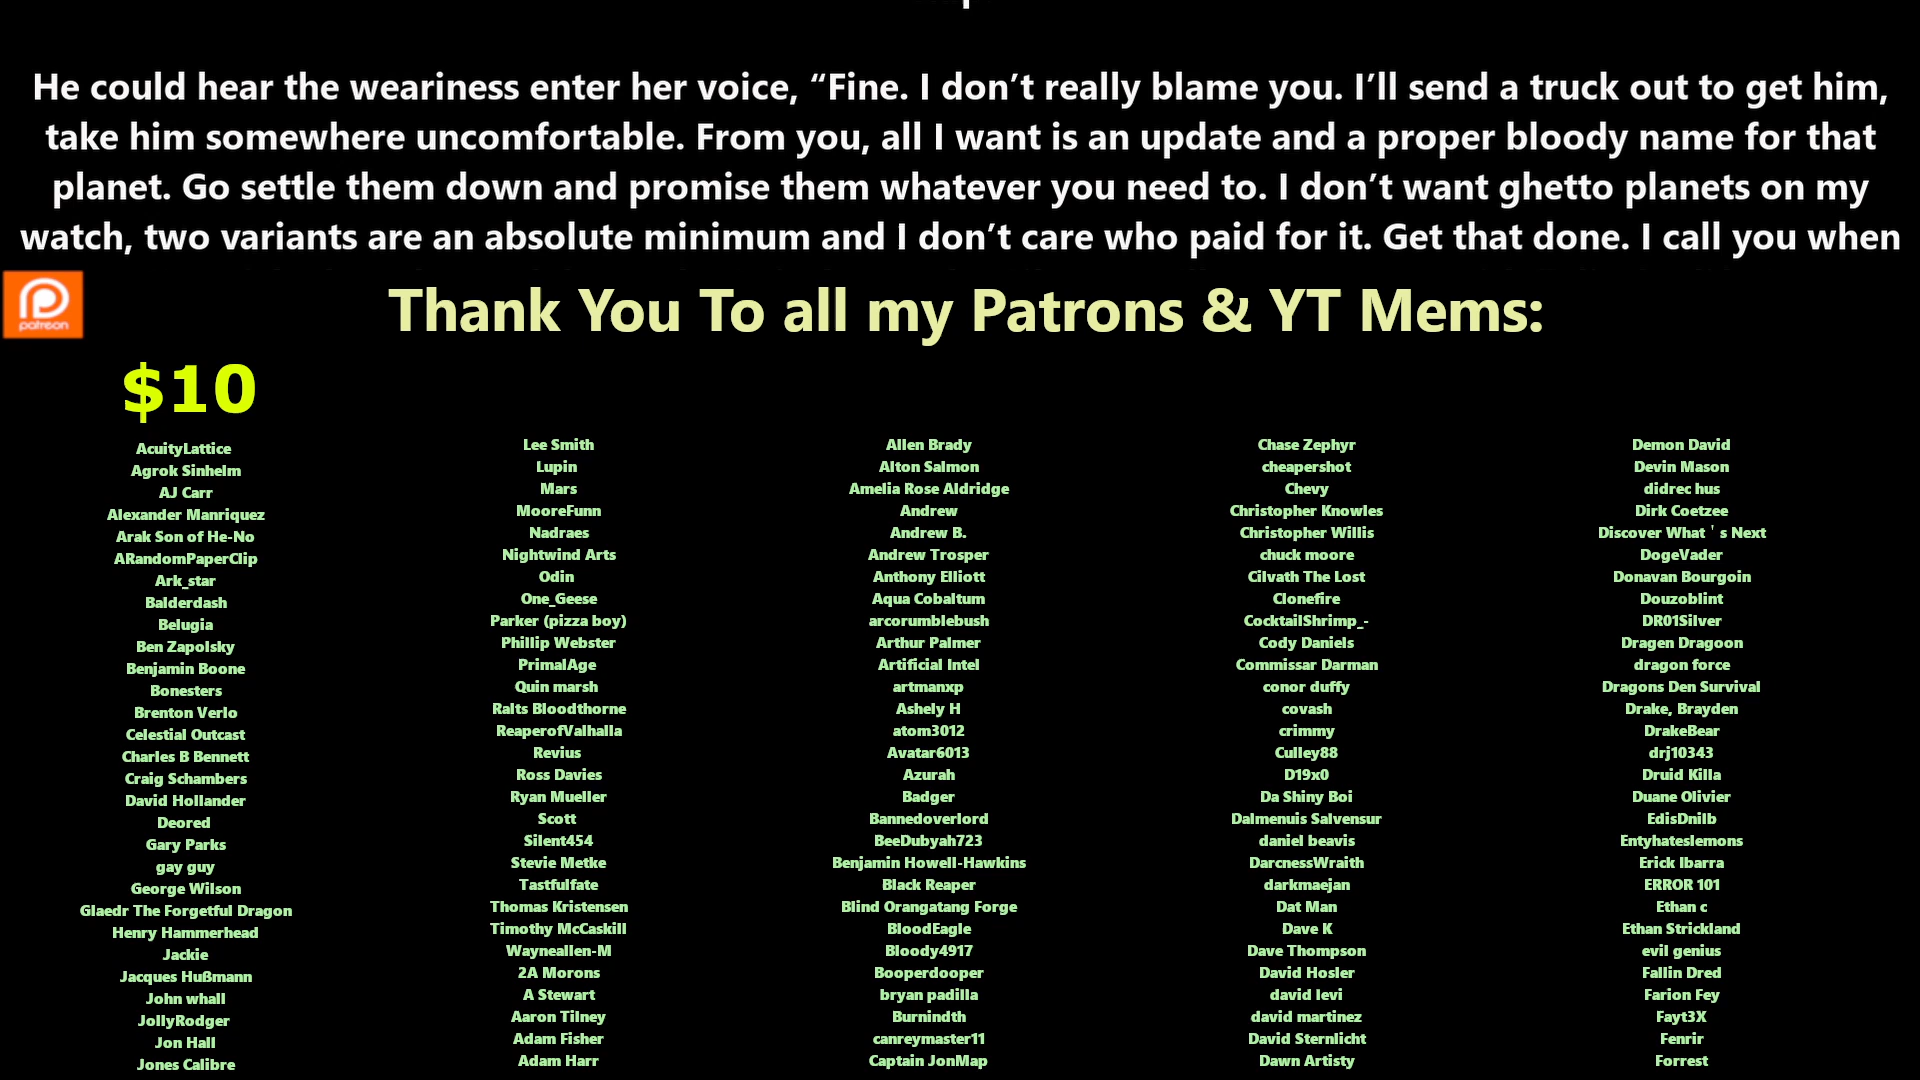 He could hear the weariness enter her voice, “Fine. I don’t really blame you. I’ll send a truck out to get him,
take him somewhere uncomfortable. From you, all I want is an update and a proper bloody name for that
planet. Go settle them down and promise them whatever you need to. I don’t want ghetto planets on my
watch, two variants are an absolute minimum and I don’t care who paid for it. Get that done. I call you when
patreon
Thank You To all my Patrons & YT Mems:
$10
AcuityLattice
Agrok Sinhelm
AJ Carr
Alexander Manriquez
Arak Son of He-No
ARandomPaperClip
Ark_star
Balderdash
Belugia
Ben Zapolsky
Benjamin Boone
Bonesters
Brenton Verlo
Celestial Outcast
Charles B Bennett
Craig Schambers
David Hollander
Deored
Gary Parks
gay guy
George Wilson
Glaedr The Forgetful Dragon
Henry Hammerhead
Jackie
Jacques Hußmann
John whall
JollyRodger
Jon Hall
Jones Calibre
Lee Smith
Lupin
Mars
MooreFunn
Nadraes
Nightwind Arts
Odin
One_Geese
Parker (pizza boy)
Phillip Webster
PrimalAge
Quin marsh
Ralts Bloodthorne
ReaperofValhalla
Revius
Ross Davies
Ryan Mueller
Scott
Silent454
Stevie Metke
Tastfulfate
Thomas Kristensen
Timothy McCaskill
Wayneallen-M
2A Morons
A Stewart
Aaron Tilney
Adam Fisher
Adam Harr
Allen Brady
Alton Salmon
Amelia Rose Aldridge
Andrew
Andrew B.
Andrew Trosper
Anthony Elliott
Aqua Cobaltum
arcorumblebush
Arthur Palmer
Artificial Intel
artmanxp
Ashely H
atom3012
Avatar6013
Azurah
Badger
Bannedoverlord
BeeDubyah723
Benjamin Howell-Hawkins
Black Reaper
Blind Orangatang Forge
BloodEagle
Bloody4917
Booperdooper
bryan padilla
Burnindth
canreymaster11
Captain JonMap
Chase Zephyr
cheapershot
Chevy
Christopher Knowles
Christopher Willis
chuck moore
Cilvath The Lost
Clonefire
CocktailShrimp_-
Cody Daniels
Commissar Darman
conor duffy
covash
crimmy
Culley88
D19x0
Da Shiny Boi
Dalmenuis Salvensur
daniel beavis
DarcnessWraith
darkmaejan
Dat Man
Dave K
Dave Thompson
David Hosler
david levi
david martinez
David Sternlicht
Dawn Artisty
Demon David
Devin Mason
didrec hus
Dirk Coetzee
Discover What ' s Next
DogeVader
Donavan Bourgoin
Douzoblint
DR01Silver
Dragen Dragoon
dragon force
Dragons Den Survival
Drake, Brayden
DrakeBear
drj10343
Druid Killa
Duane Olivier
EdisDnilb
Entyhateslemons
Erick Ibarra
ERROR 101
Ethan c
Ethan Strickland
evil genius
Fallin Dred
Farion Fey
Fayt3X
Fenrir
Forrest